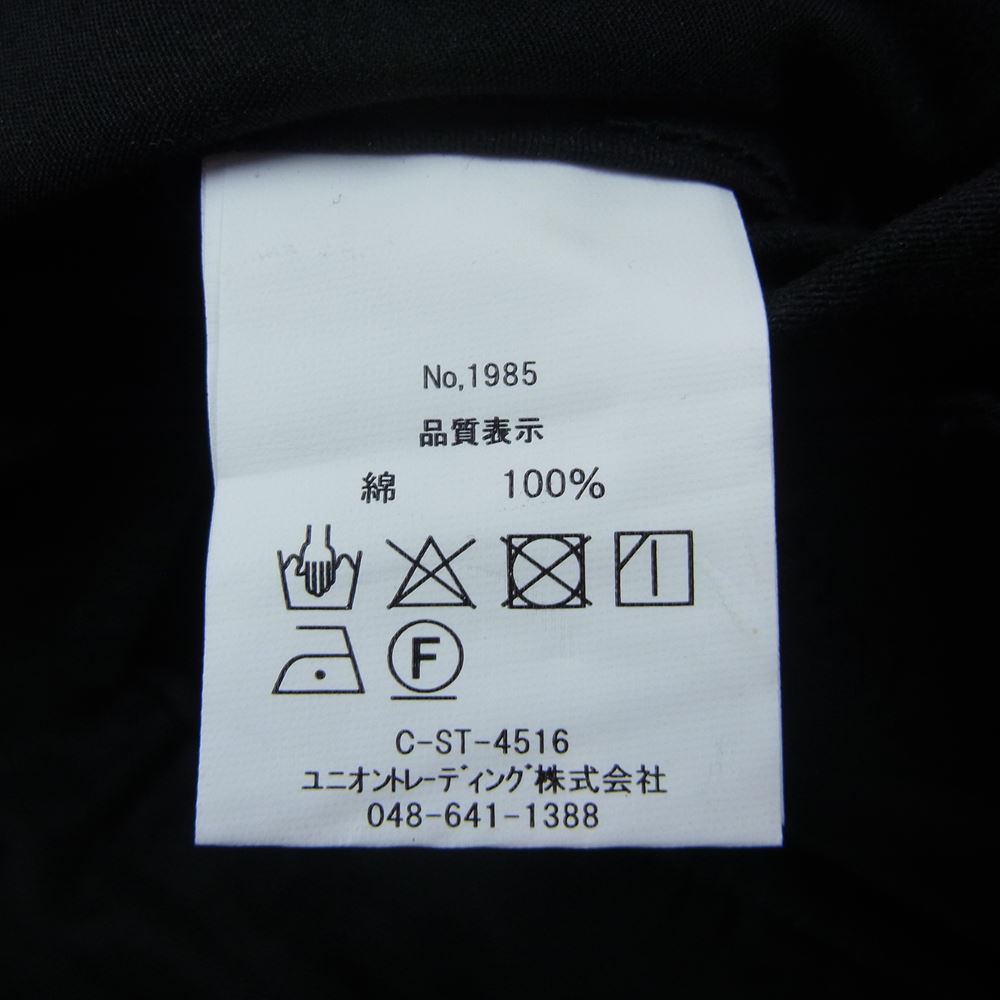 No,1985
品質表示
綿 100%
F
C-ST-4516
ユニオントレーディング株式会社
048-641-1388